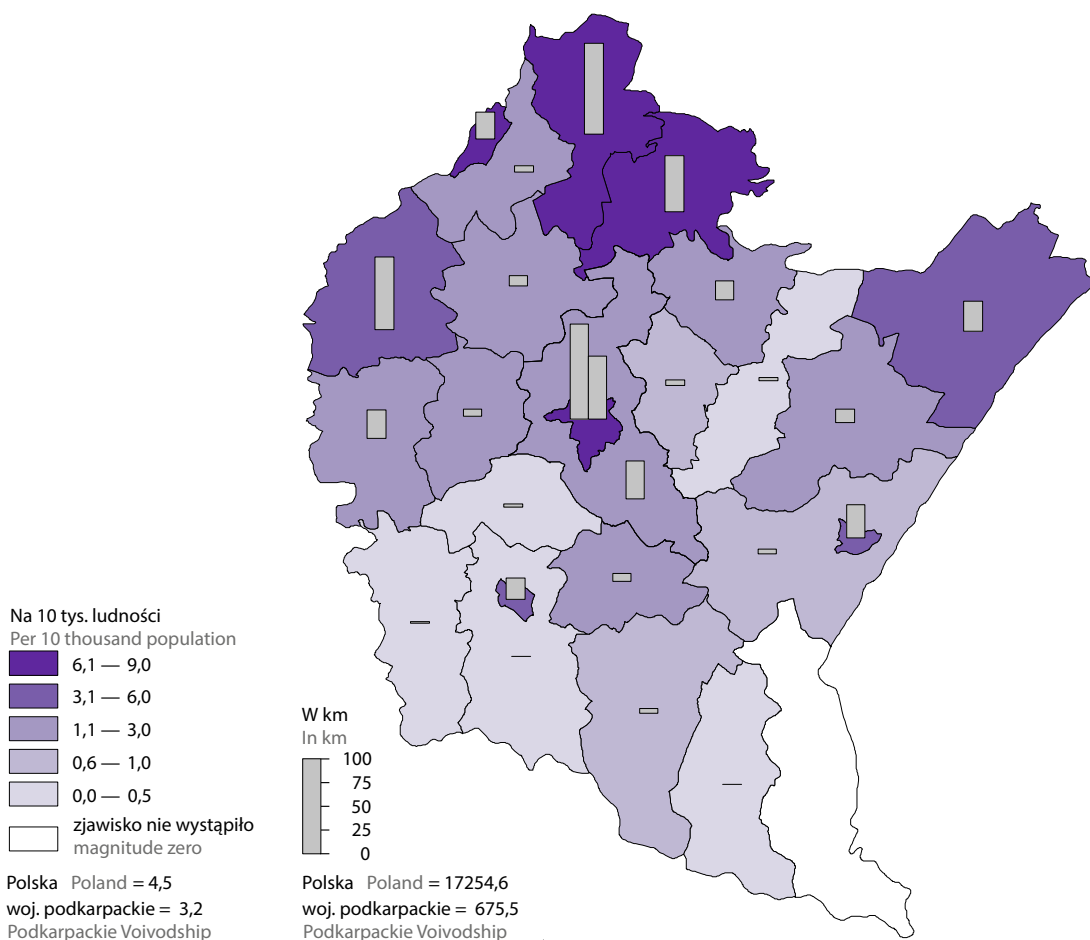 Na 10 tys. ludności
Per 10 thousand population
6,1 — 9,0
3,1 — 6,0
1,1 — 3,0
0,6 — 1,0
0,0 — 0,5
zjawisko nie wystąpiło
magnitude zero
Polska Poland = 4,5
woj. podkarpackie = 3,2
Podkarpackie Voivodship
W km
In km
100
75
50
25
0
Polska Poland = 17254,6
woj. podkarpackie = 675,5
Podkarpackie Voivodship